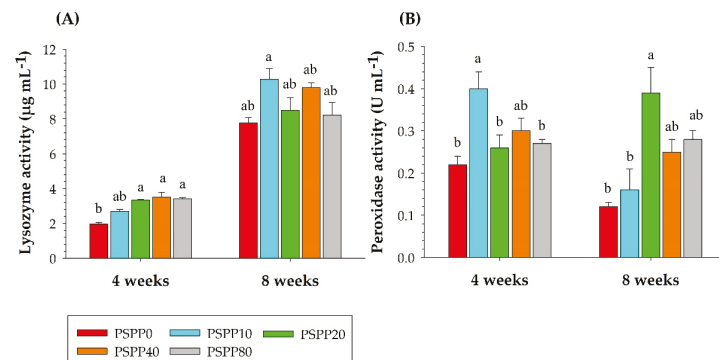 (A)
Lysozyme activity (µg mL-1)
12
10
8
6
4
2
0
b
ab
a
a
a
ab
a
ab
ab
ab
4 weeks
8 weeks
(B)
Peroxidase activity (U mL-1)
0.5
0.4
0.3
0.2
0.1
0.0
b
a
b
ab
b
b
b
a
ab
ab
4 weeks
8 weeks
PSPP0 PSPP10 PSPP20
PSPP40 PSPP80